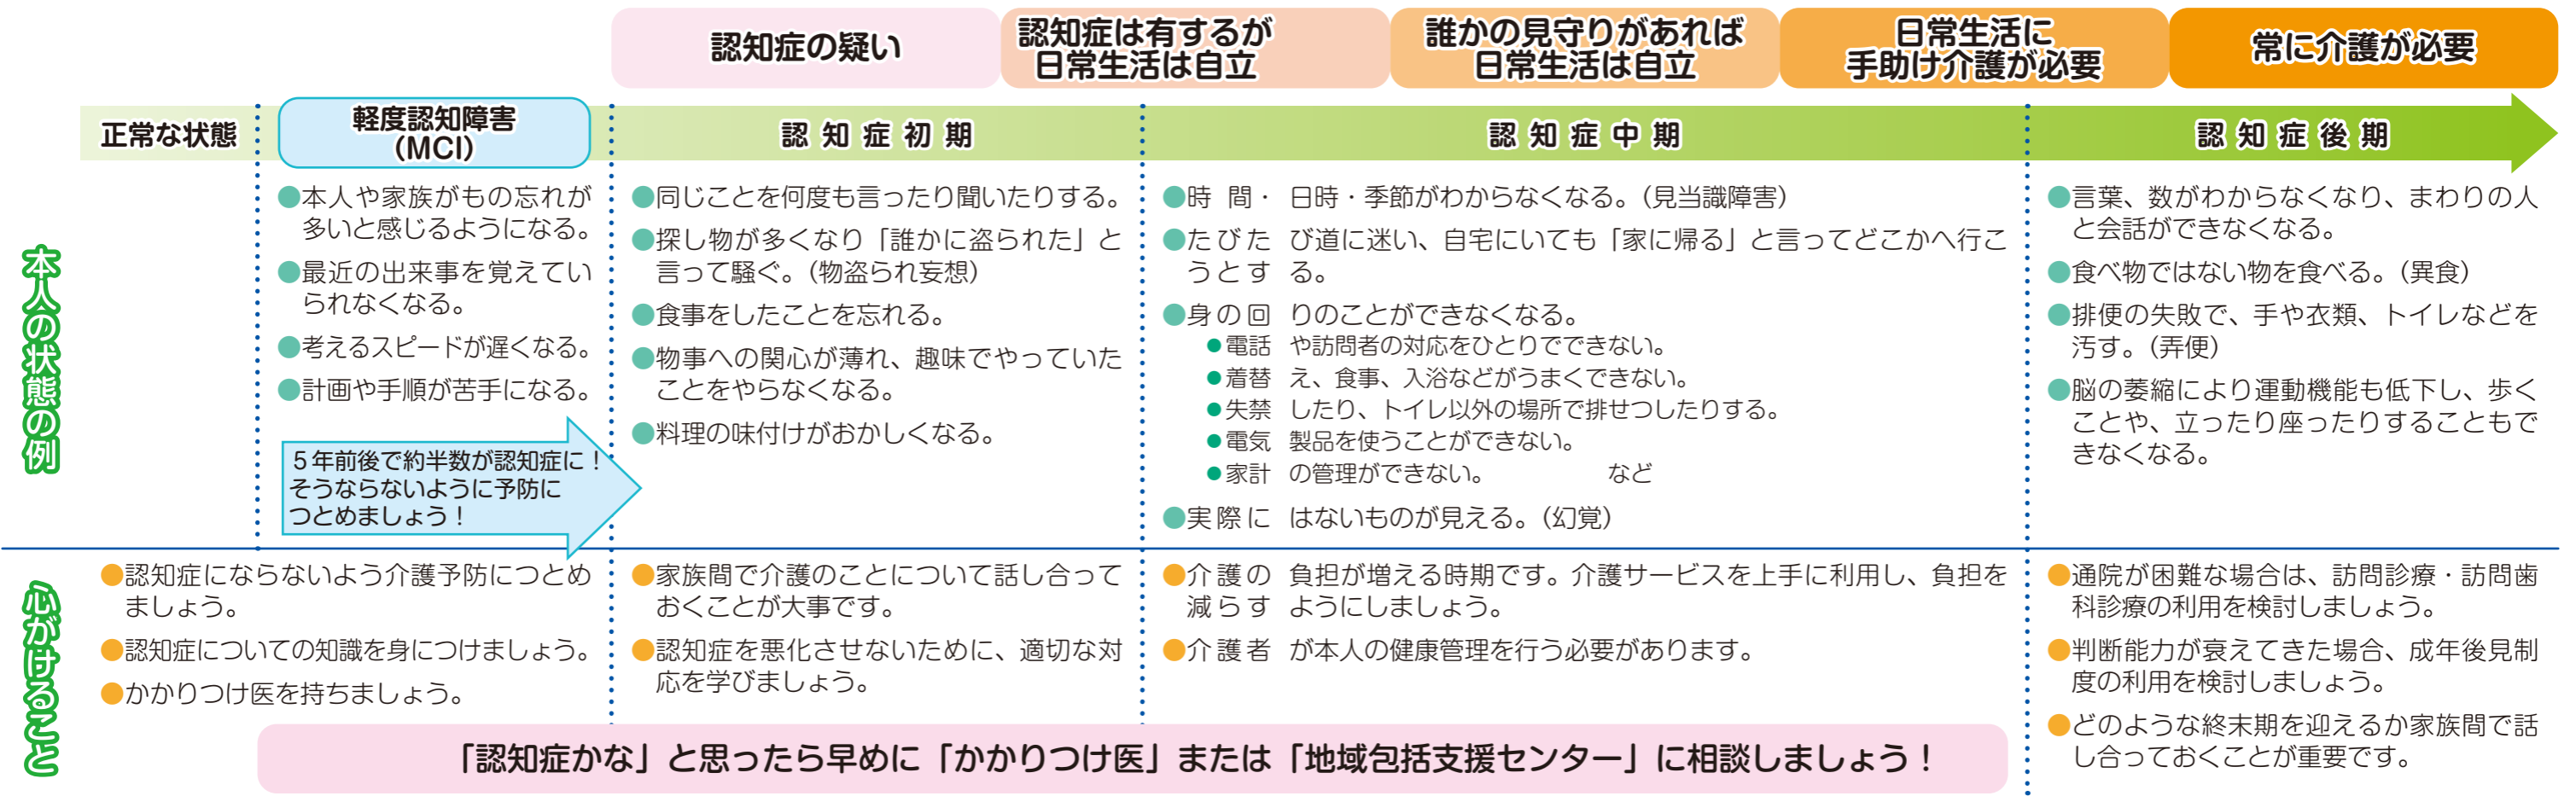 認知症の疑い
認知症は有するが
日常生活は自立
誰かの見守りがあれば
日常生活は自立
日常生活に
手助け介護が必要
常に介護が必要
正常な状態
軽度認知障害
(MCI)
認知症初期
認知症中期
認知症後期
本人の状態の例
●本人や家族がもの忘れが
多いと感じるようになる。
●最近の出来事を覚えてい
られなくなる。
●考えるスピードが遅くなる。
●計画や手順が苦手になる。
5年前後で約半数が認知症に!
そうならないように予防に
つとめましょう!
●同じことを何度も言ったり聞いたりする。
●探し物が多くなり「誰かに盗られた」と
言って騒ぐ。(物盗られ妄想)
●食事をしたことを忘れる。
●物事への関心が薄れ、趣味でやっていた
ことをやらなくなる。
●料理の味付けがおかしくなる。
●時間・日時・季節がわからなくなる。(見当識障害)
●たびたび道に迷い、自宅にいても「家に帰る」と言ってどこかへ行こ
うとする。
●身の回りのことができなくなる。
●電話や訪問者の対応をひとりでできない。
●着替え、食事、入浴などがうまくできない。
●失禁したり、トイレ以外の場所で排せつしたりする。
●電気製品を使うことができない。
●家計の管理ができない。 など
●実際にはないものが見える。(幻覚)
●言葉、数がわからなくなり、まわりの人
と会話ができなくなる。
●食べ物ではない物を食べる。(異食)
●排便の失敗で、手や衣類、トイレなどを
汚す。(弄便)
●脳の萎縮により運動機能も低下し、歩く
ことや、立ったり座ったりすることもで
きなくなる。
心がけること
●認知症にならないよう介護予防につとめ
ましょう。
●認知症についての知識を身につけましょう。
●かかりつけ医を持ちましょう。
●家族間で介護のことについて話し合って
おくことが大事です。
●認知症を悪化させないために、適切な対
応を学びましょう。
●介護の負担が増える時期です。介護サービスを上手に利用し、負担を
減らすようにしましょう。
●介護者が本人の健康管理を行う必要があります。
●通院が困難な場合は、訪問診療・訪問歯
科診療の利用を検討しましょう。
●判断能力が衰えてきた場合、成年後見制
度の利用を検討しましょう。
●どのような終末期を迎えるか家族間で話
し合っておくことが重要です。
「認知症かな」と思ったら早めに「かかりつけ医」または「地域包括支援センター」に相談しましょう!